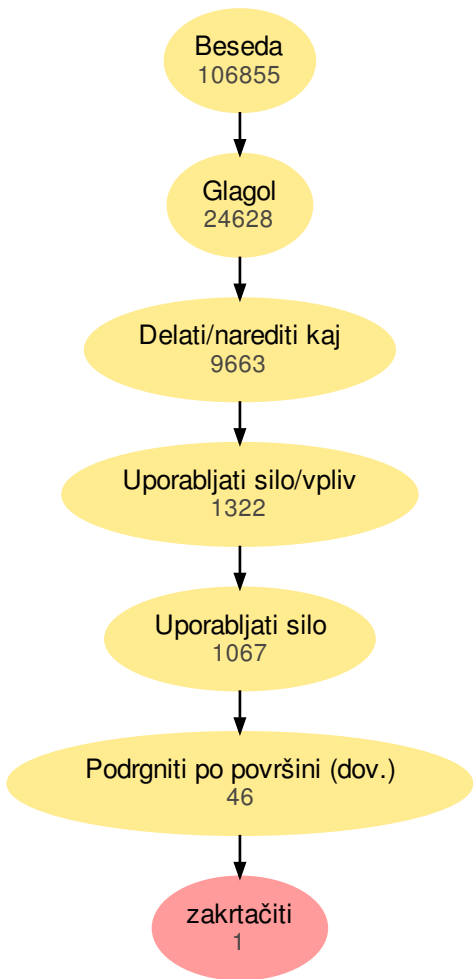 Beseda
106855
Glagol
24628
Delati/narediti kaj
9663
Uporabljati silo/vpliv
1322
Uporabljati silo
1067
Podrgniti po površini (dov.)
46
zakrtačiti
1